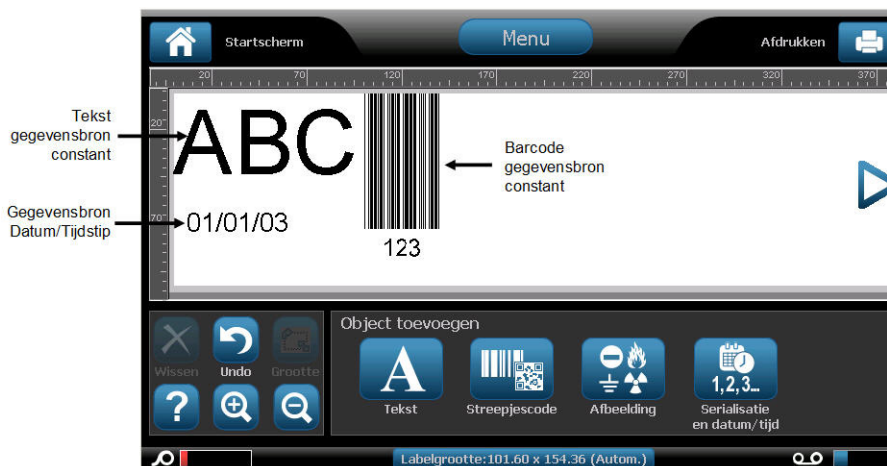 Startscherm
Menu
Afdrukken
20 70 120 170 220 270 320 370
Tekst
gegevensbron
constant
20
ABC
Barcode
gegevensbron
constant
Gegevensbron
Datum/Tijdstip
70
01/01/03
123
Object toevoegen
Wissen
Undo
Grootte
?
A
1,2,3...
Tekst
Streepjescode
Afbeelding
Serialisatie
en datum/tijd
Labelgrootte:101.60 x 154.36 (Autom.)